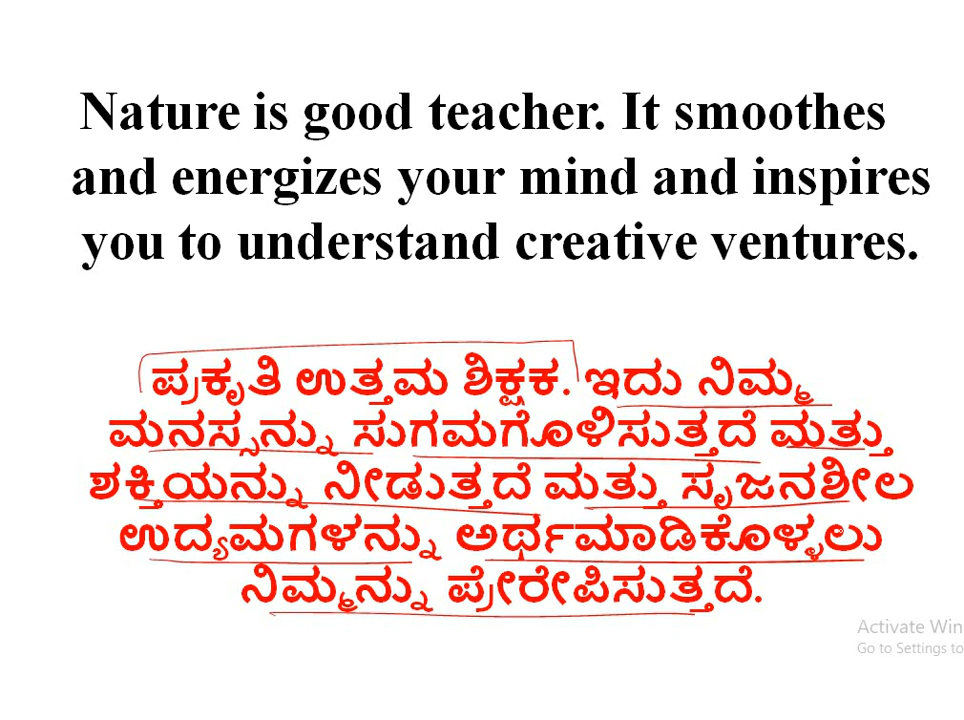 Nature is good teacher. It smoothes
and energizes your mind and inspires
you to understand creative ventures.
ಪ್ರಕೃತಿ ಉತ್ತಮ ಶಿಕ್ಷಕ. ಇದು ನಿಮ್ಮ
ಮನಸ್ಸನ್ನು ಸುಗಮಗೊಳಿಸುತ್ತದೆ ಮತ್ತು
ಶಕ್ತಿಯನ್ನು ನೀಡುತ್ತದೆ ಮತ್ತು ಸೃಜನಶೀಲ
ಉದ್ಯಮಗಳನ್ನು ಅರ್ಥಮಾಡಿಕೊಳ್ಳಲು
ನಿಮ್ಮನ್ನು ಪ್ರೇರೇಪಿಸುತ್ತದೆ.
Activate Win
Go to Settings to